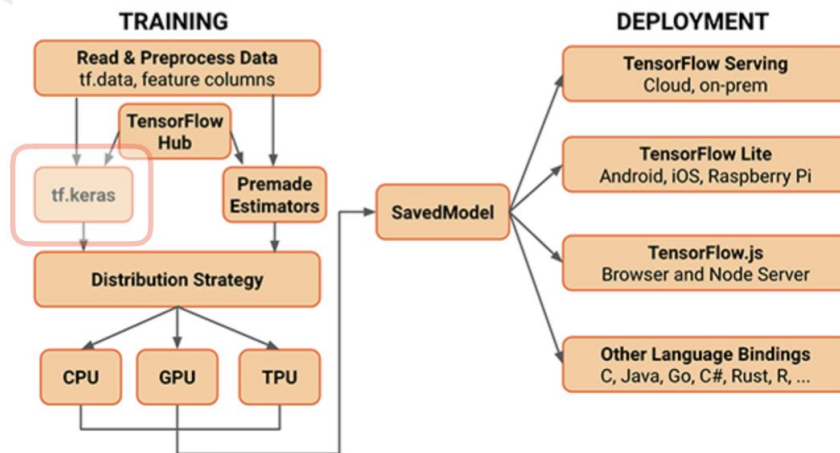 TRAINING
Read & Preprocess Data
tf.data, feature columns
TensorFlow
Hub
tf.keras
Premade
Estimators
Distribution Strategy
CPU
GPU
TPU
SavedModel
DEPLOYMENT
TensorFlow Serving
Cloud, on-prem
TensorFlow Lite
Android, iOS, Raspberry Pi
TensorFlow.js
Browser and Node Server
Other Language Bindings
C, Java, Go, C#, Rust, R, ...